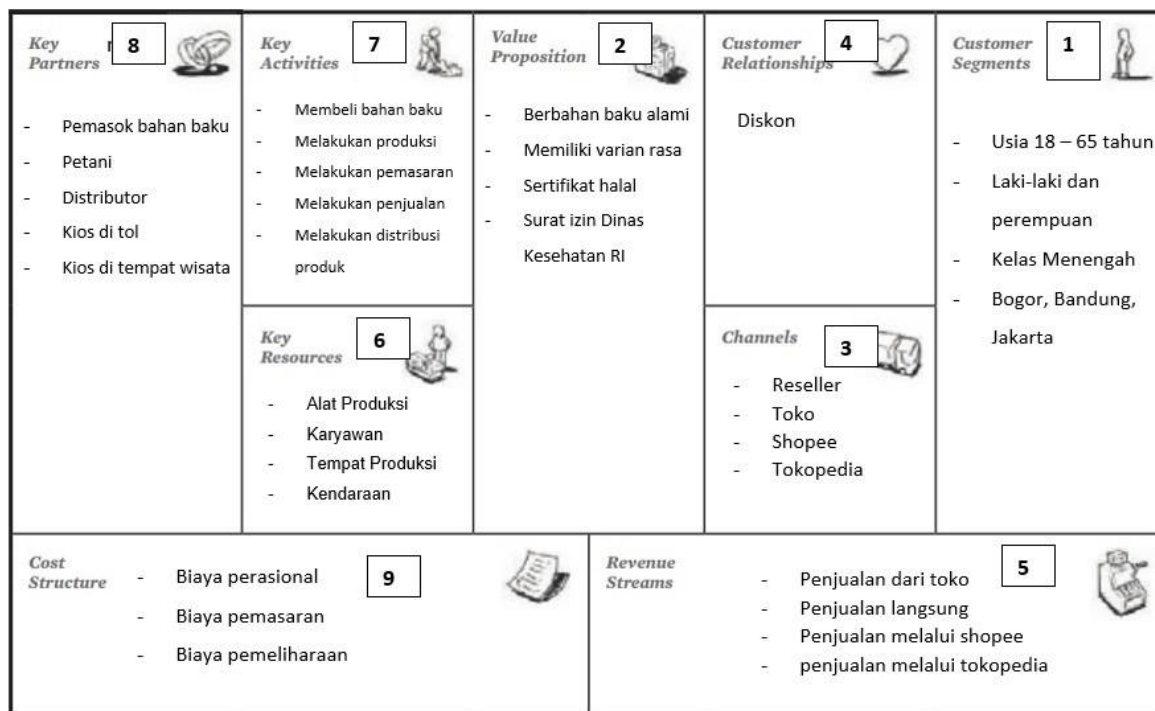 Key
Partners
8
- Pemasok bahan baku
- Petani
- Distributor
- Kios di tol
- Kios di tempat wisata
Key
Activities
7
- Membeli bahan baku
- Melakukan produksi
- Melakukan pemasaran
- Melakukan penjualan
- Melakukan distribusi
produk
Key
Resources
6
- Alat Produksi
- Karyawan
- Tempat Produksi
- Kendaraan
Value
Proposition
2
- Berbahan baku alami
- Memiliki varian rasa
- Sertifikat halal
- Surat izin Dinas
Kesehatan RI
Customer
Relationships
4
Diskon
Channels
3
- Reseller
- Toko
- Shopee
- Tokopedia
Customer
Segments
1
- Usia 18 – 65 tahun
- Laki-laki dan
perempuan
- Kelas Menengah
- Bogor, Bandung,
Jakarta
Cost
Structure
9
- Biaya perasional
- Biaya pemasaran
- Biaya pemeliharaan
Revenue
Streams
5
- Penjualan dari toko
- Penjualan langsung
- Penjualan melalui shopee
- penjualan melalui tokopedia